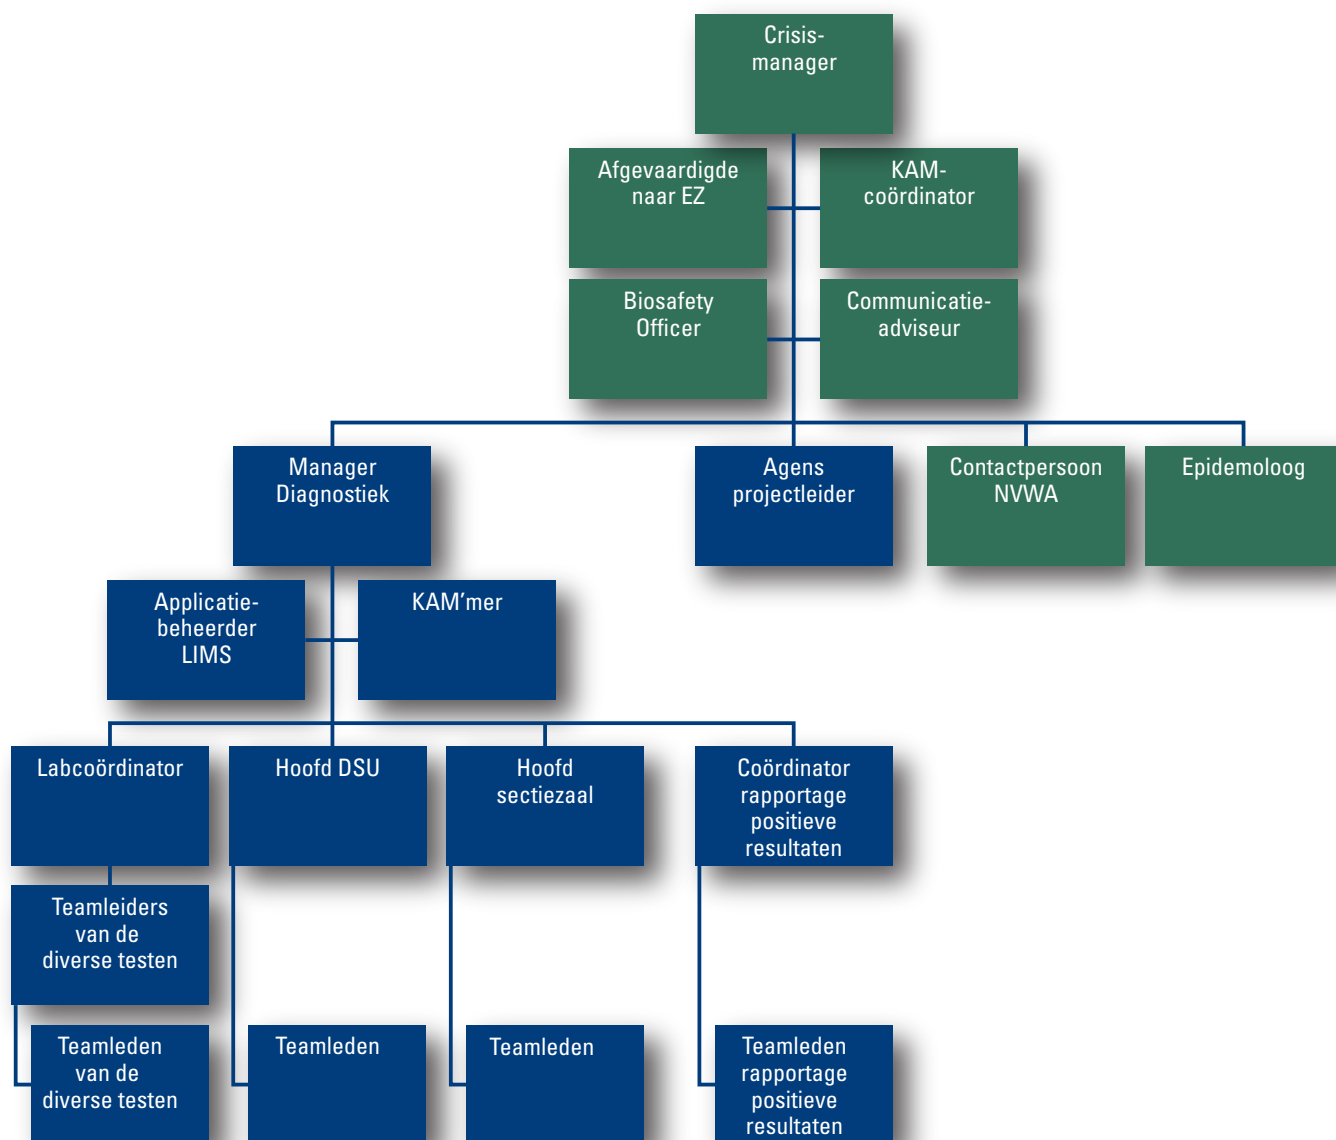 Crisis-
manager
Afgevaardigde
naar EZ
KAM-
coördinator
Biosafety
Officer
Communicatie-
adviseur
Manager
Diagnostiek
Agens
projectleider
Contactpersoon
NVWA
Epidemoloog
Applicatie-
beheerder
LIMS
KAM’mer
Labcoördinator
Hoofd DSU
Hoofd
sectiezaal
Coördinator
rapportage
positieve
resultaten
Teamleiders
van de
diverse testen
Teamleden
van de
diverse testen
Teamleden
Teamleden
Teamleden
rapportage
positieve
resultaten